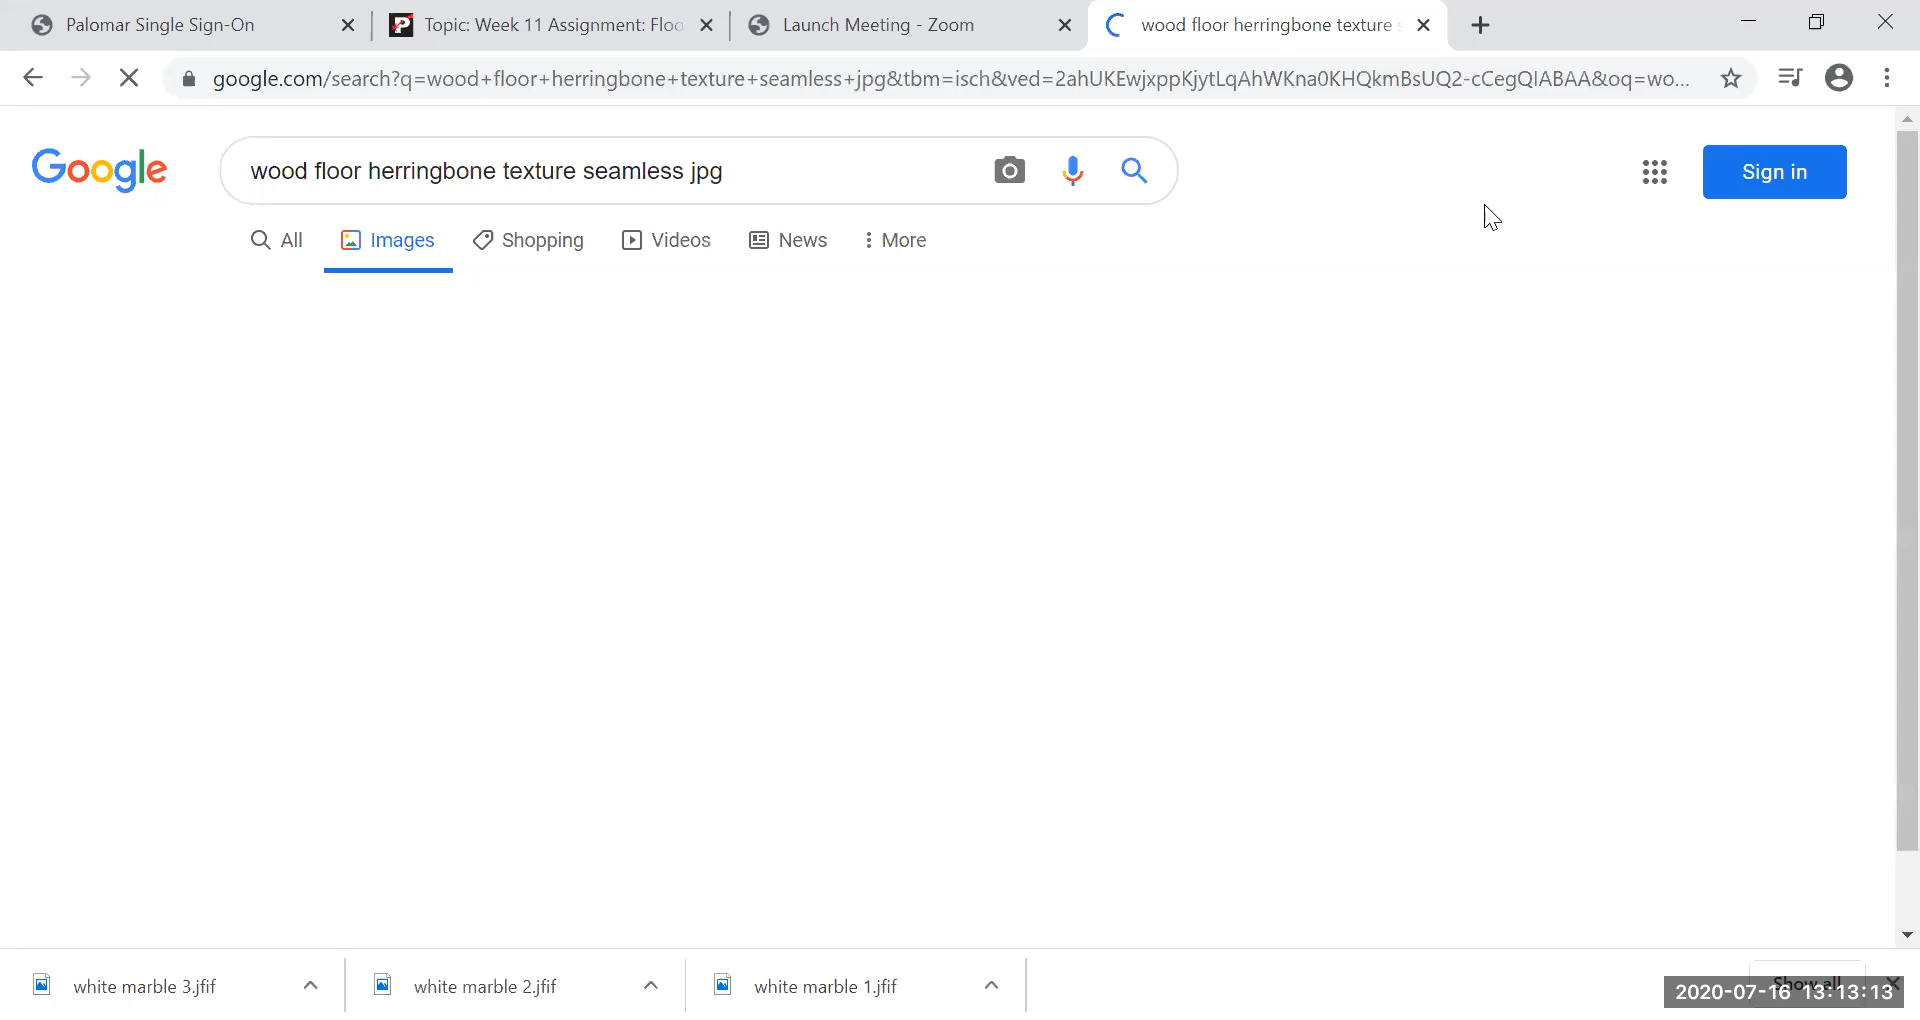 Palomar Single Sign-On
Topic: Week 11 Assignment: Floo
Launch Meeting - Zoom
wood floor herringbone texture s
google.com/search?q=wood+floor+herringbone+texture+seamless+jpg&tbm=isch&ved=2ahUKEwjxppKjytLqAhWKna0KHQkmBsUQ2-cCegQIABAA&oq=wo...
Google
wood floor herringbone texture seamless jpg
Sign in
All
Images
Shopping
Videos
News
More
white marble 3.jfif
white marble 2.jfif
white marble 1.jfif
Show all
2020-07-16 13:13:13